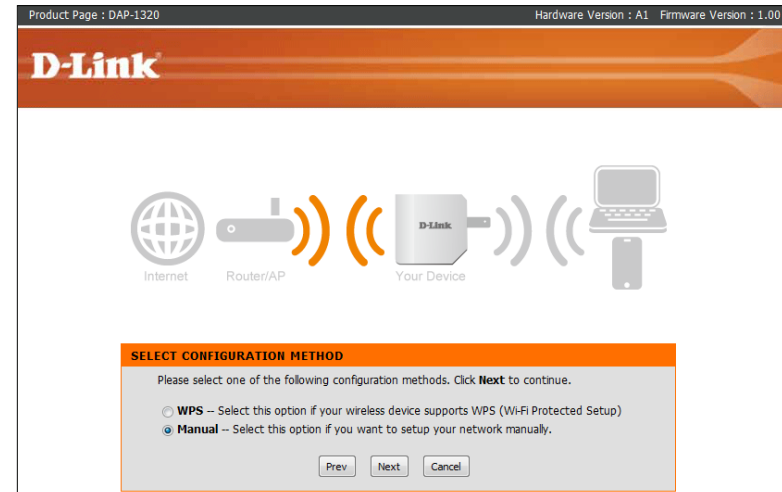 Product Page : DAP-1320 Hardware Version : A1 Firmware Version : 1.00
D-Link
D-Link
Internet Router/AP Your Device
SELECT CONFIGURATION METHOD
Please select one of the following configuration methods. Click Next to continue.
WPS -- Select this option if your wireless device supports WPS (Wi-Fi Protected Setup)
Manual -- Select this option if you want to setup your network manually.
Prev Next Cancel